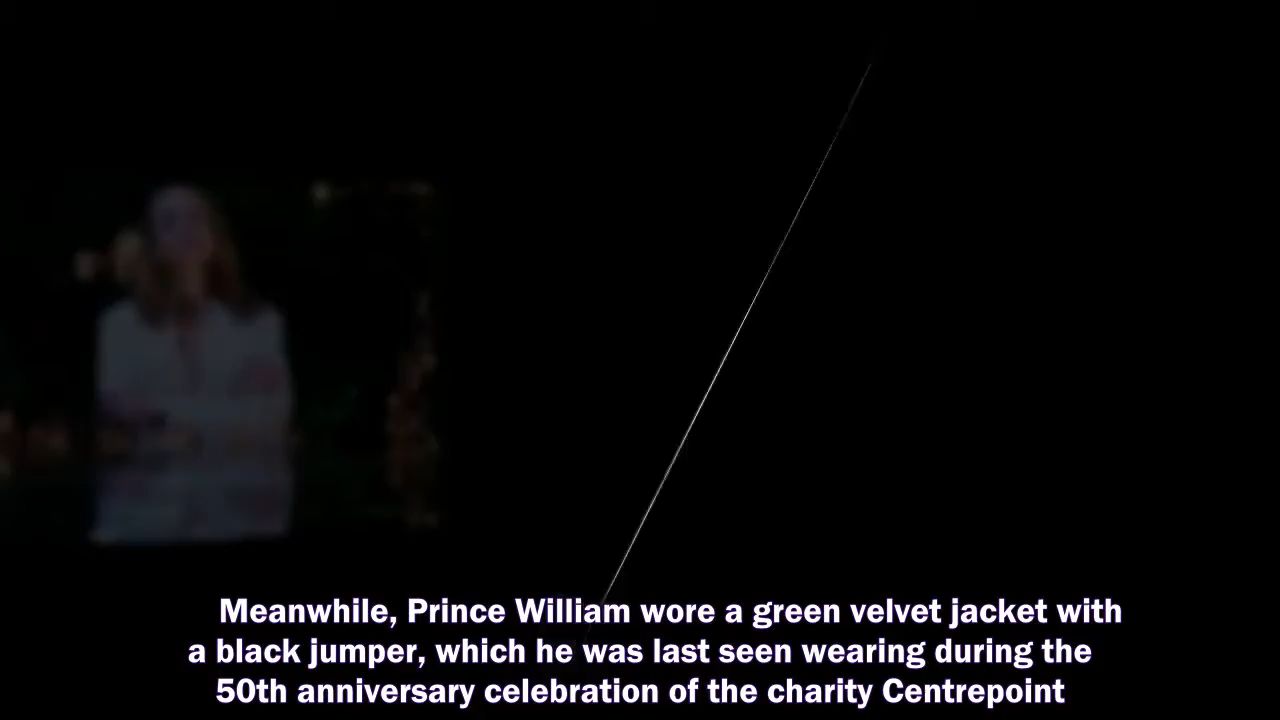 Meanwhile, Prince William wore a green velvet jacket with
a black jumper, which he was last seen wearing during the
50th anniversary celebration of the charity Centrepoint